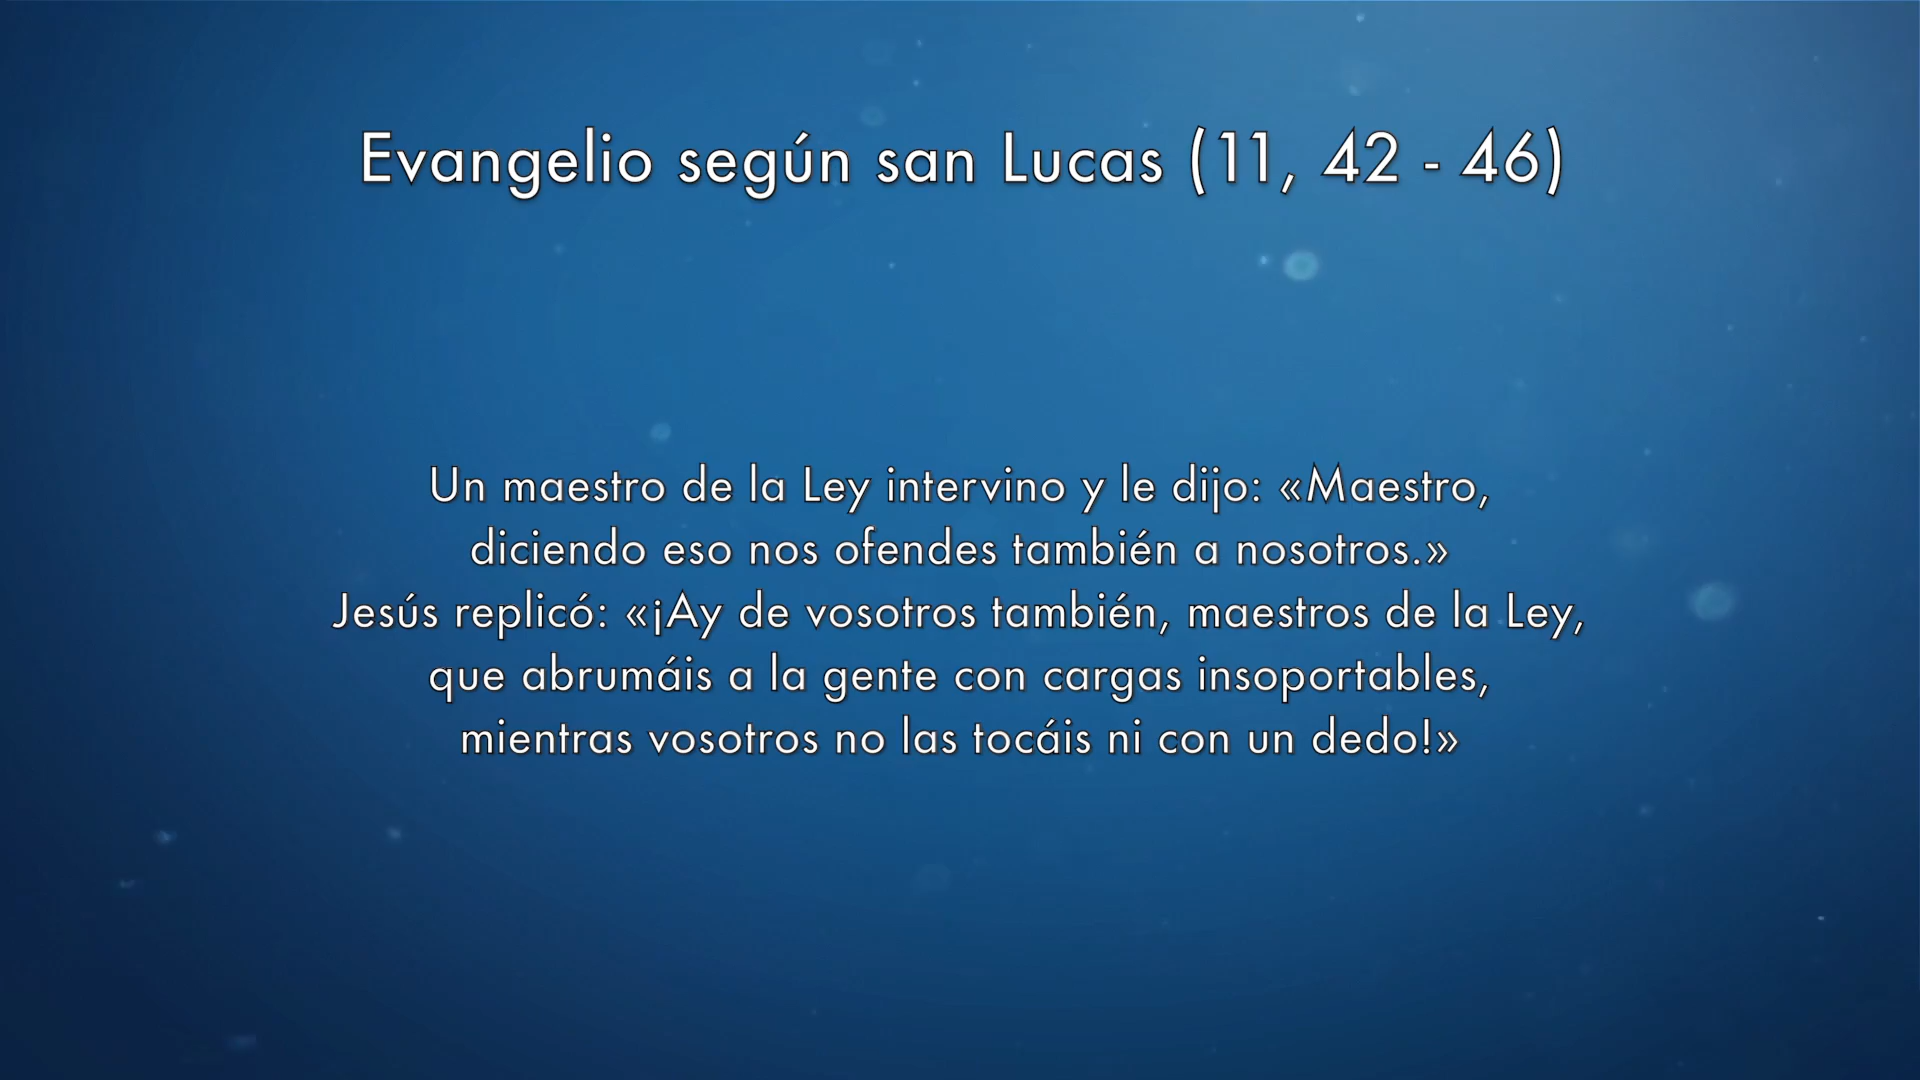 Evangelio según san Lucas (11, 42 - 46)
Un maestro de la Ley intervino y le dijo: «Maestro,
diciendo eso nos ofendes también a nosotros.»
Jesús replicó: «¡Ay de vosotros también, maestros de la Ley,
que abrumáis a la gente con cargas insoportables,
mientras vosotros no las tocáis ni con un dedo!»